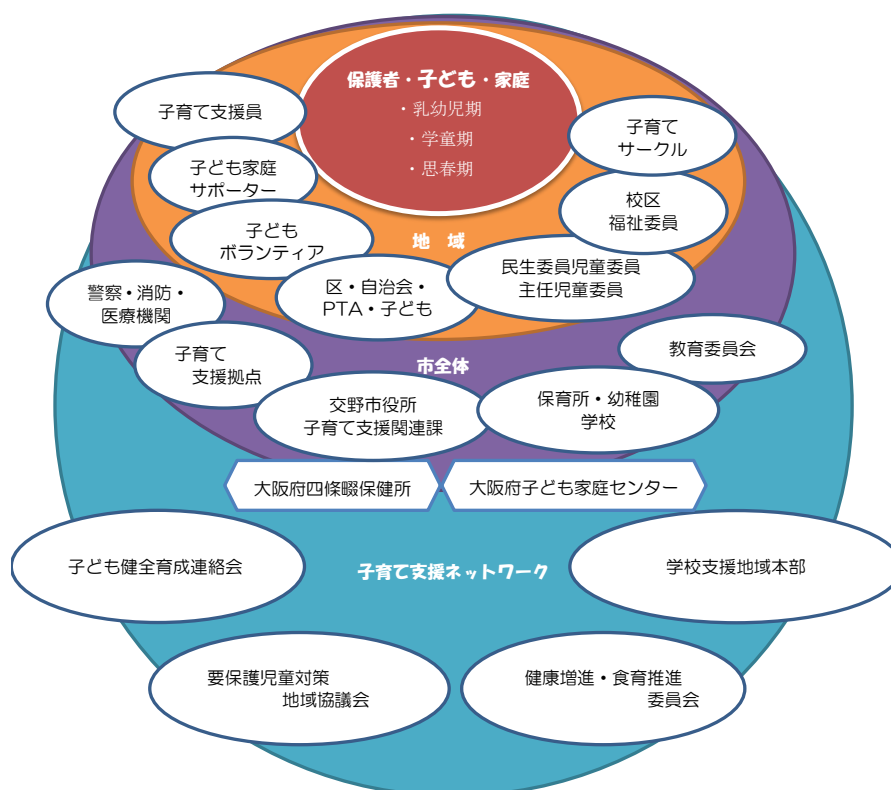 保護者・子ども・家庭
・乳幼児期
・学童期
・思春期
子育て支援員
子育て
サークル
子ども家庭
サポーター
校区
福祉委員
子ども
ボランティア
地　域
民生委員児童委員
主任児童委員
区・自治会・
PTA・子ども
警察・消防・
医療機関
子育て
支援拠点
市全体
教育委員会
交野市役所
子育て支援関連課
保育所・幼稚園
学校
大阪府四條畷保健所
大阪府子ども家庭センター
子ども健全育成連絡会
子育て支援ネットワーク
学校支援地域本部
要保護児童対策
地域協議会
健康増進・食育推進
委員会